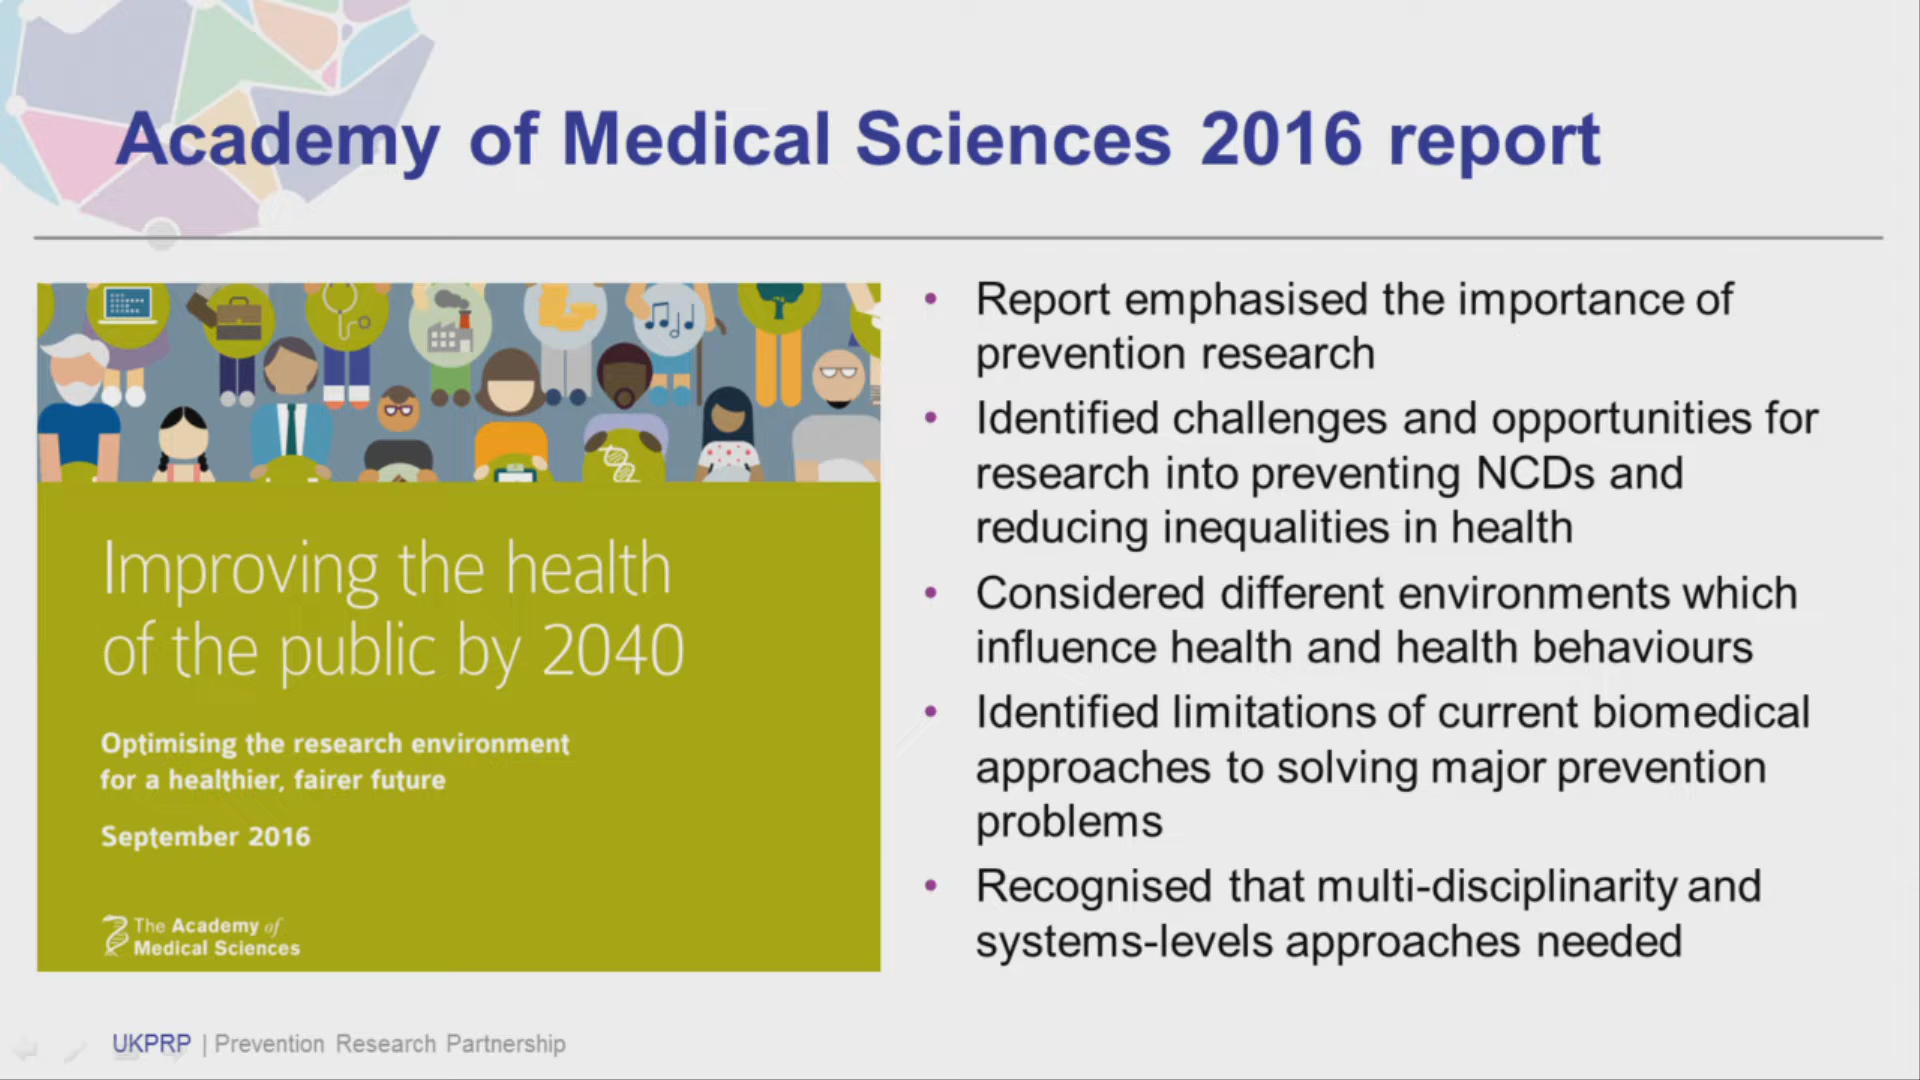 Academy of Medical Sciences 2016 report
Improving the health
of the public by 2040
Optimising the research environment
for a healthier, fairer future
September 2016
The Academy of
Medical Sciences
• Report emphasised the importance of
prevention research
• Identified challenges and opportunities for
research into preventing NCDs and
reducing inequalities in health
• Considered different environments which
influence health and health behaviours
• Identified limitations of current biomedical
approaches to solving major prevention
problems
• Recognised that multi-disciplinarity and
systems-levels approaches needed
UKPRP | Prevention Research Partnership